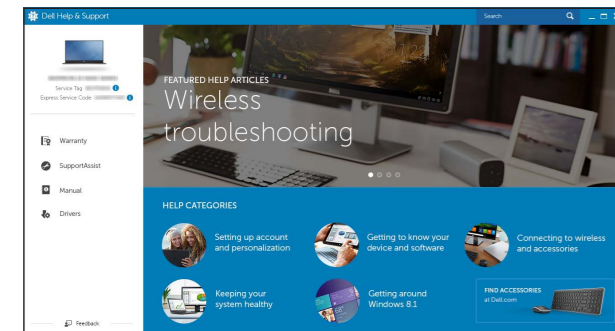 Dell Help & Support
Search
Service Tag
Express Service Code
Warranty
SupportAssist
Manual
Drivers
Feedback
FEATURED HELP ARTICLES
Wireless
troubleshooting
HELP CATEGORIES
Setting up account
and personalization
Getting to know your
device and software
Connecting to wireless
and accessories
Keeping your
system healthy
Getting around
Windows 8.1
FIND ACCESSORIES
at Dell.com